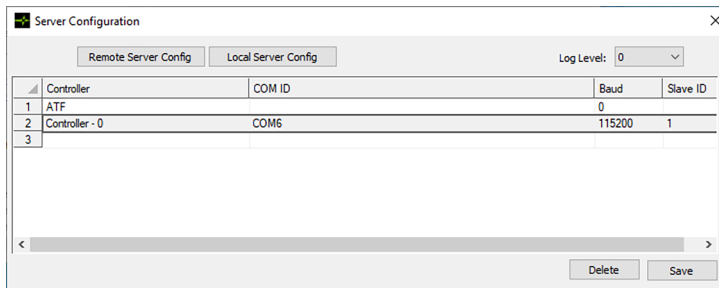 Server Configuration
Remote Server Config Local Server Config Log Level: 0
Controller COM ID Baud Slave ID
1 ATF 0
2 Controller - 0 COM6 115200 1
3
Delete Save